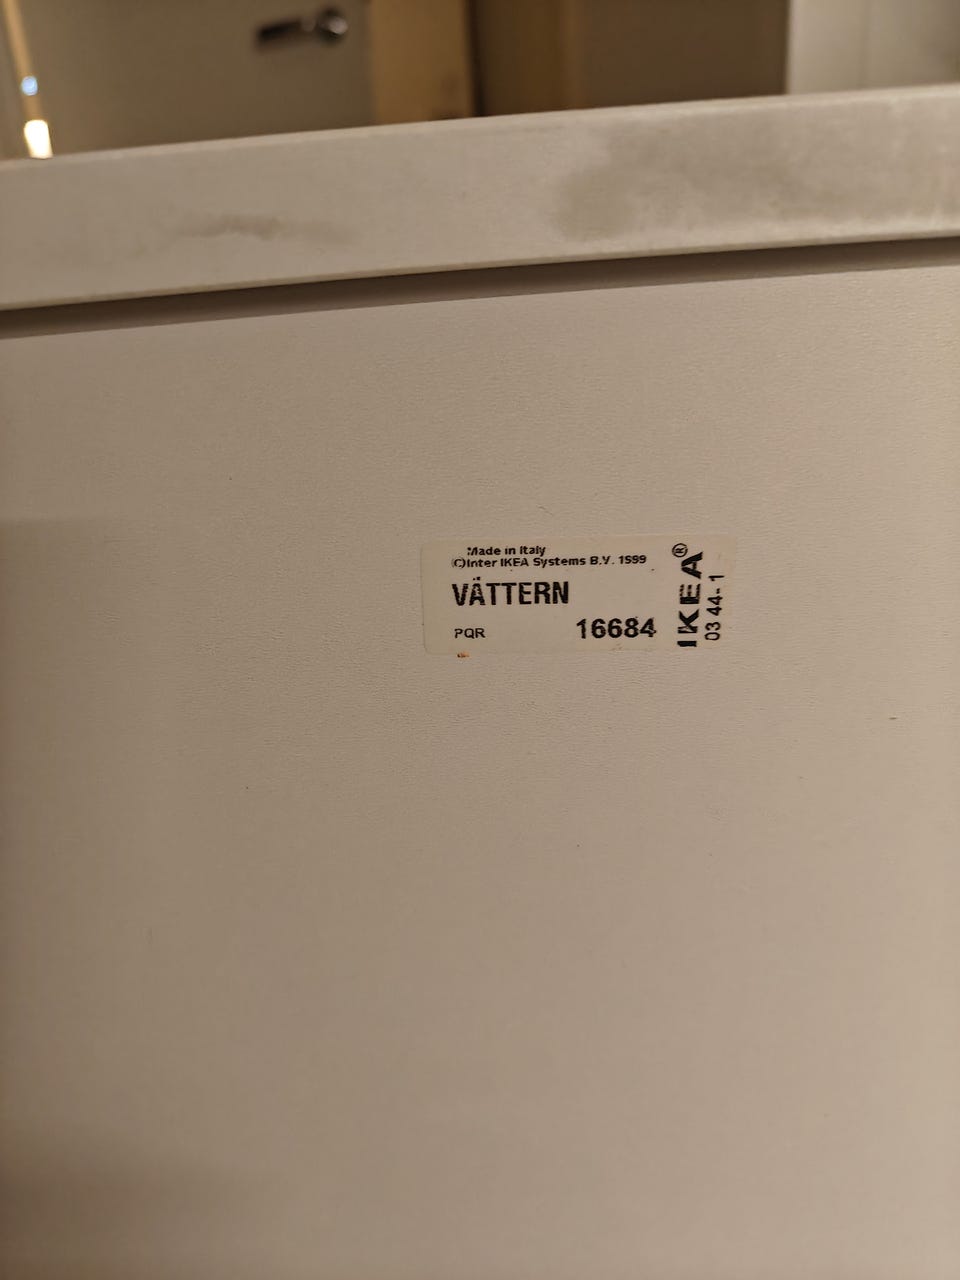 Made in Italy
©Inter IKEA Systems B.V. 1999
VÄTTERN
PQR 16684
IKEA®
03 44-1